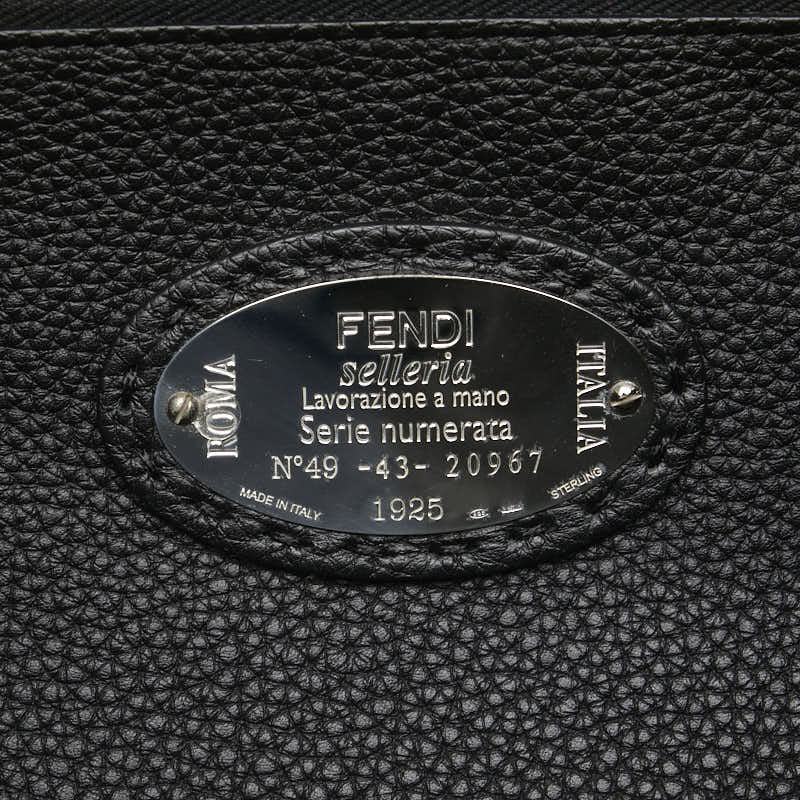 FENDI
selleria
Lavorazione a mano
Serie numerata
N°49 -43- 20967
1925
ROMA
ITALIA
MADE IN ITALY
STERLING